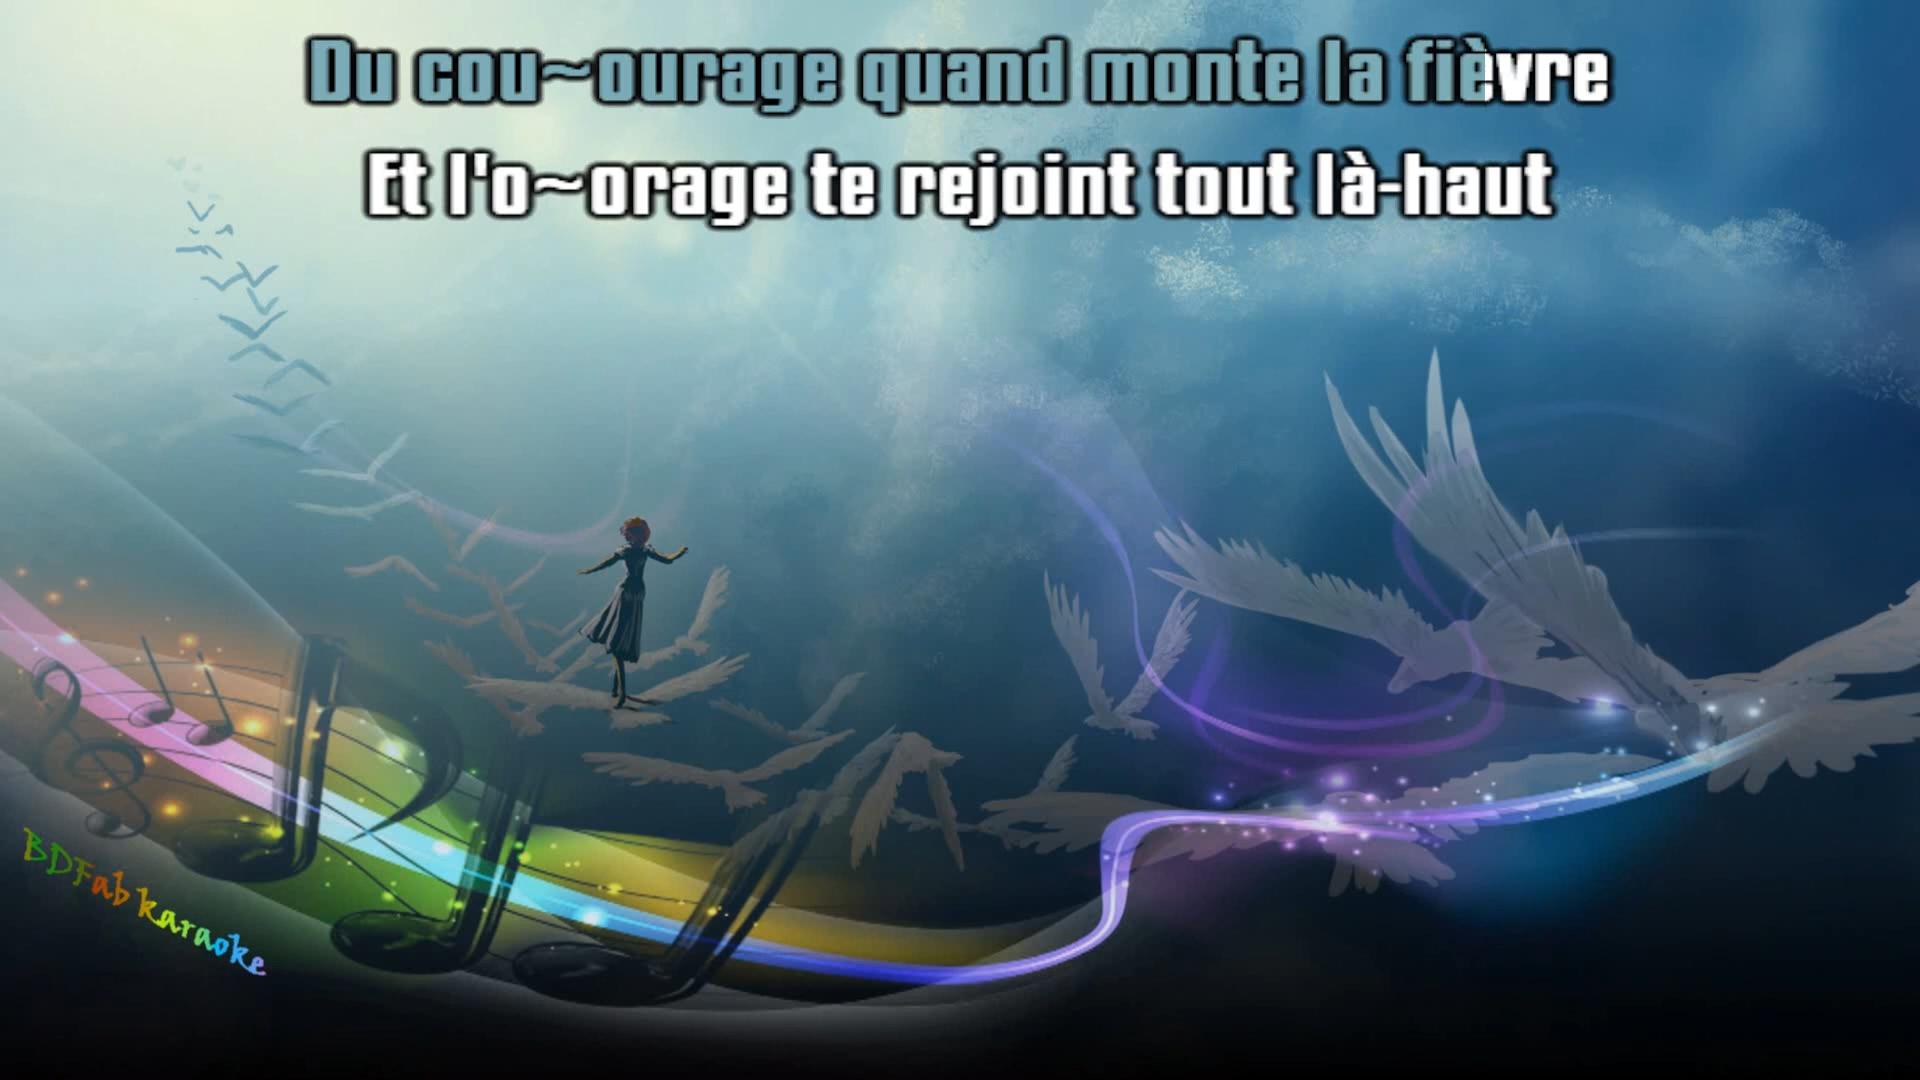 Du cou~ourage quand monte la fièvre
Et l'o~orage te rejoint tout là-haut
BDFab karaoke